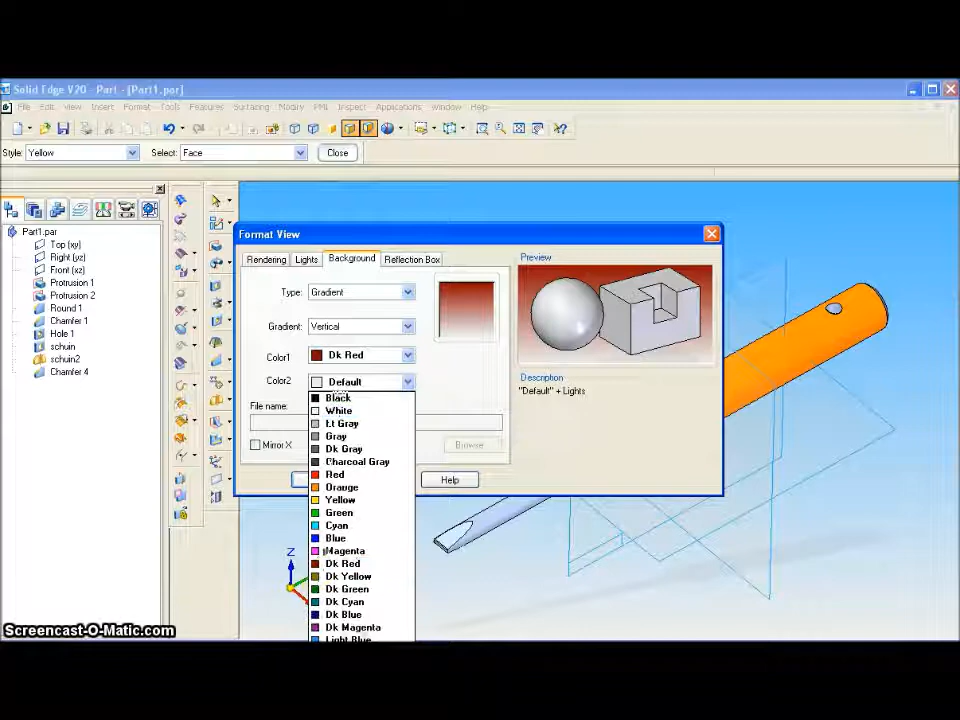 Solid Edge V20 - Part - [Part1.par]
File Edit View Insert Format Tools Features Surfacing Modify PMI Inspect Applications Window Help
Style: Yellow Select: Face Close
Part1.par
Top (xy)
Right (yz)
Front (xz)
Protrusion 1
Protrusion 2
Round 1
Chamfer 1
Hole 1
schuin
schuin2
Chamfer 4
Format View
Rendering Lights Background Reflection Box
Type: Gradient
Gradient: Vertical
Color1 Dk Red
Color2 Default
File name:
Mirror X
Browse
Help
Black
White
Lt Gray
Gray
Dk Gray
Charcoal Gray
Red
Orange
Yellow
Green
Cyan
Blue
Magenta
Dk Red
Dk Yellow
Dk Green
Dk Cyan
Dk Blue
Dk Magenta
Light Blue
Preview
Description
"Default" + Lights
Z
Screencast-O-Matic.com